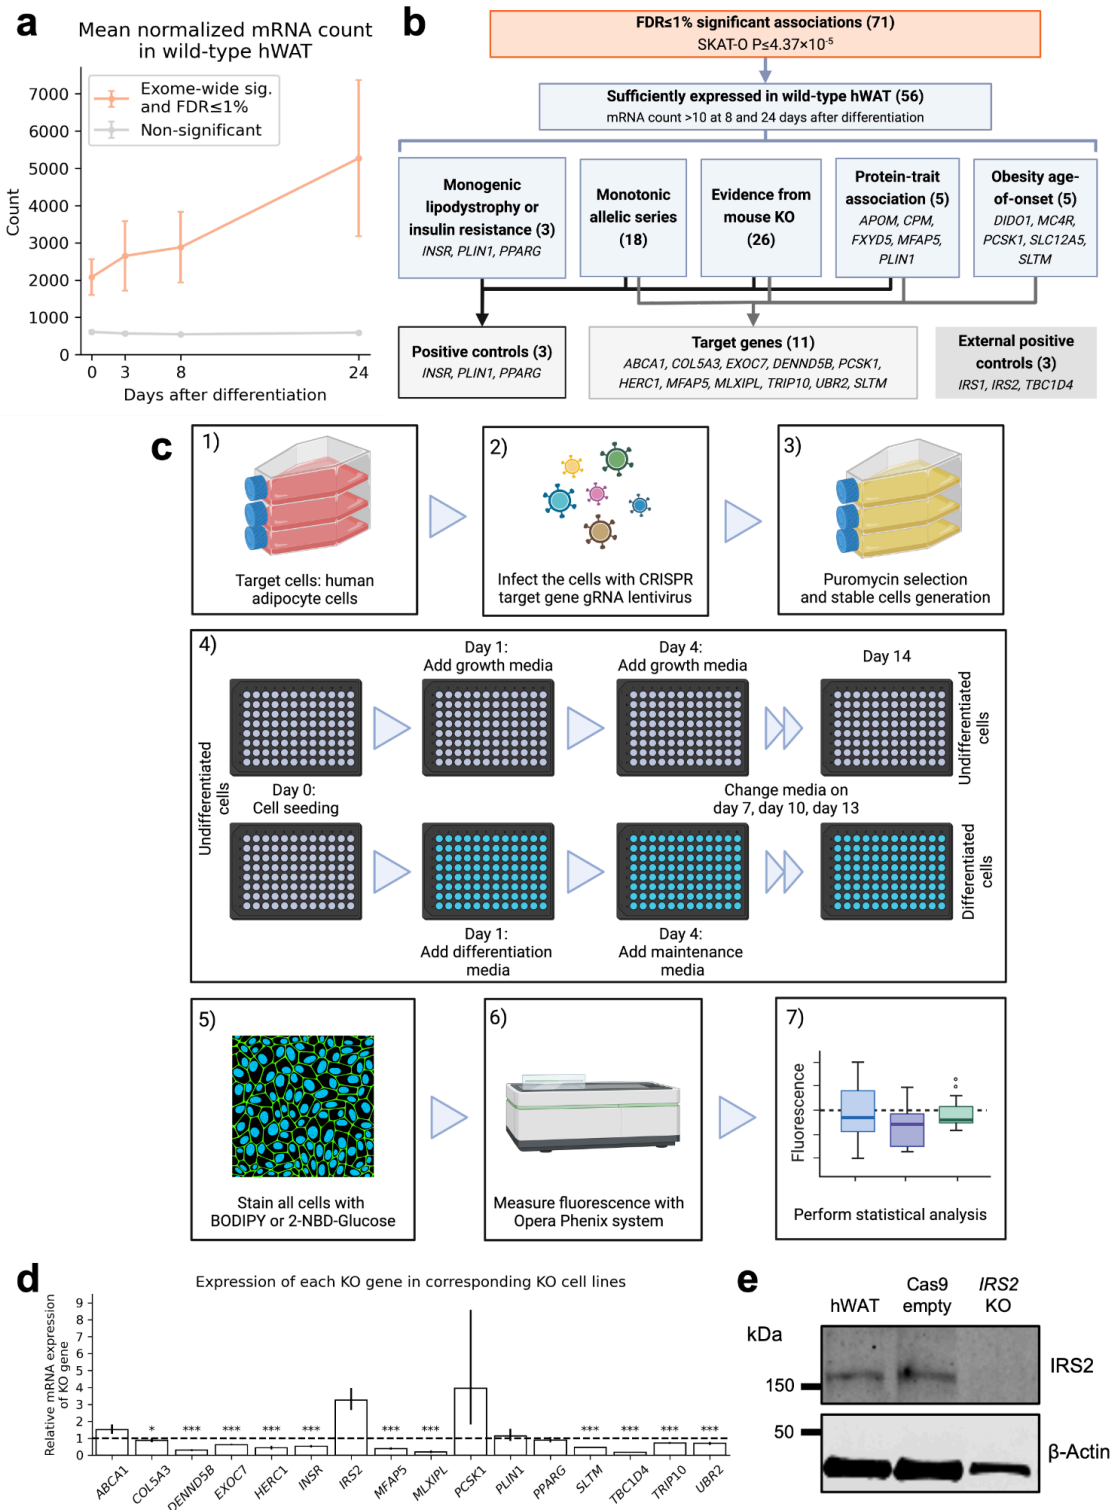 a
Mean normalized mRNA count
in wild-type hWAT
Exome-wide sig.
and FDR≤1%
Non-significant
Count
7000
6000
5000
4000
3000
2000
1000
0
0 3 8 24
Days after differentiation
b
FDR≤1% significant associations (71)
SKAT-O P≤4.37×10⁻⁵
Sufficiently expressed in wild-type hWAT (56)
mRNA count >10 at 8 and 24 days after differentiation
Monogenic
lipodystrophy or
insulin resistance (3)
INSR, PLIN1, PPARG
Monotonic
allelic series
(18)
Evidence from
mouse KO
(26)
Protein-trait
association (5)
APOM, CPM,
FXYD5, MFAP5,
PLIN1
Obesity age-
of-onset (5)
DIDO1, MC4R,
PCSK1, SLC12A5,
SLTM
Positive controls (3)
INSR, PLIN1, PPARG
Target genes (11)
ABCA1, COL5A3, EXOC7, DENND5B, PCSK1,
HERC1, MFAP5, MLXIPL, TRIP10, UBR2, SLTM
External positive
controls (3)
IRS1, IRS2, TBC1D4
c
1)
Target cells: human
adipocyte cells
2)
Infect the cells with CRISPR
target gene gRNA lentivirus
3)
Puromycin selection
and stable cells generation
4)
Undifferentiated
cells
Day 0:
Cell seeding
Day 1:
Add growth media
Day 4:
Add growth media
Day 14
Undifferentiated
cells
Change media on
day 7, day 10, day 13
Day 1:
Add differentiation
media
Day 4:
Add maintenance
media
Differentiated
cells
5)
Stain all cells with
BODIPY or 2-NBD-Glucose
6)
Measure fluorescence with
Opera Phenix system
7)
Fluorescence
Perform statistical analysis
d
Expression of each KO gene in corresponding KO cell lines
Relative mRNA expression
of KO gene
9
8
7
6
5
4
3
2
1
0
* *** *** *** *** *** *** *** *** *** ***
ABCA1 COL5A3 DENND5B EXOC7 HERC1 INSR IRS2 MFAP5 MLXIPL PCSK1 PLIN1 PPARG SLTM TBC1D4 TRIP10 UBR2
e
hWAT
Cas9
empty
IRS2
KO
kDa
150
IRS2
50
β-Actin